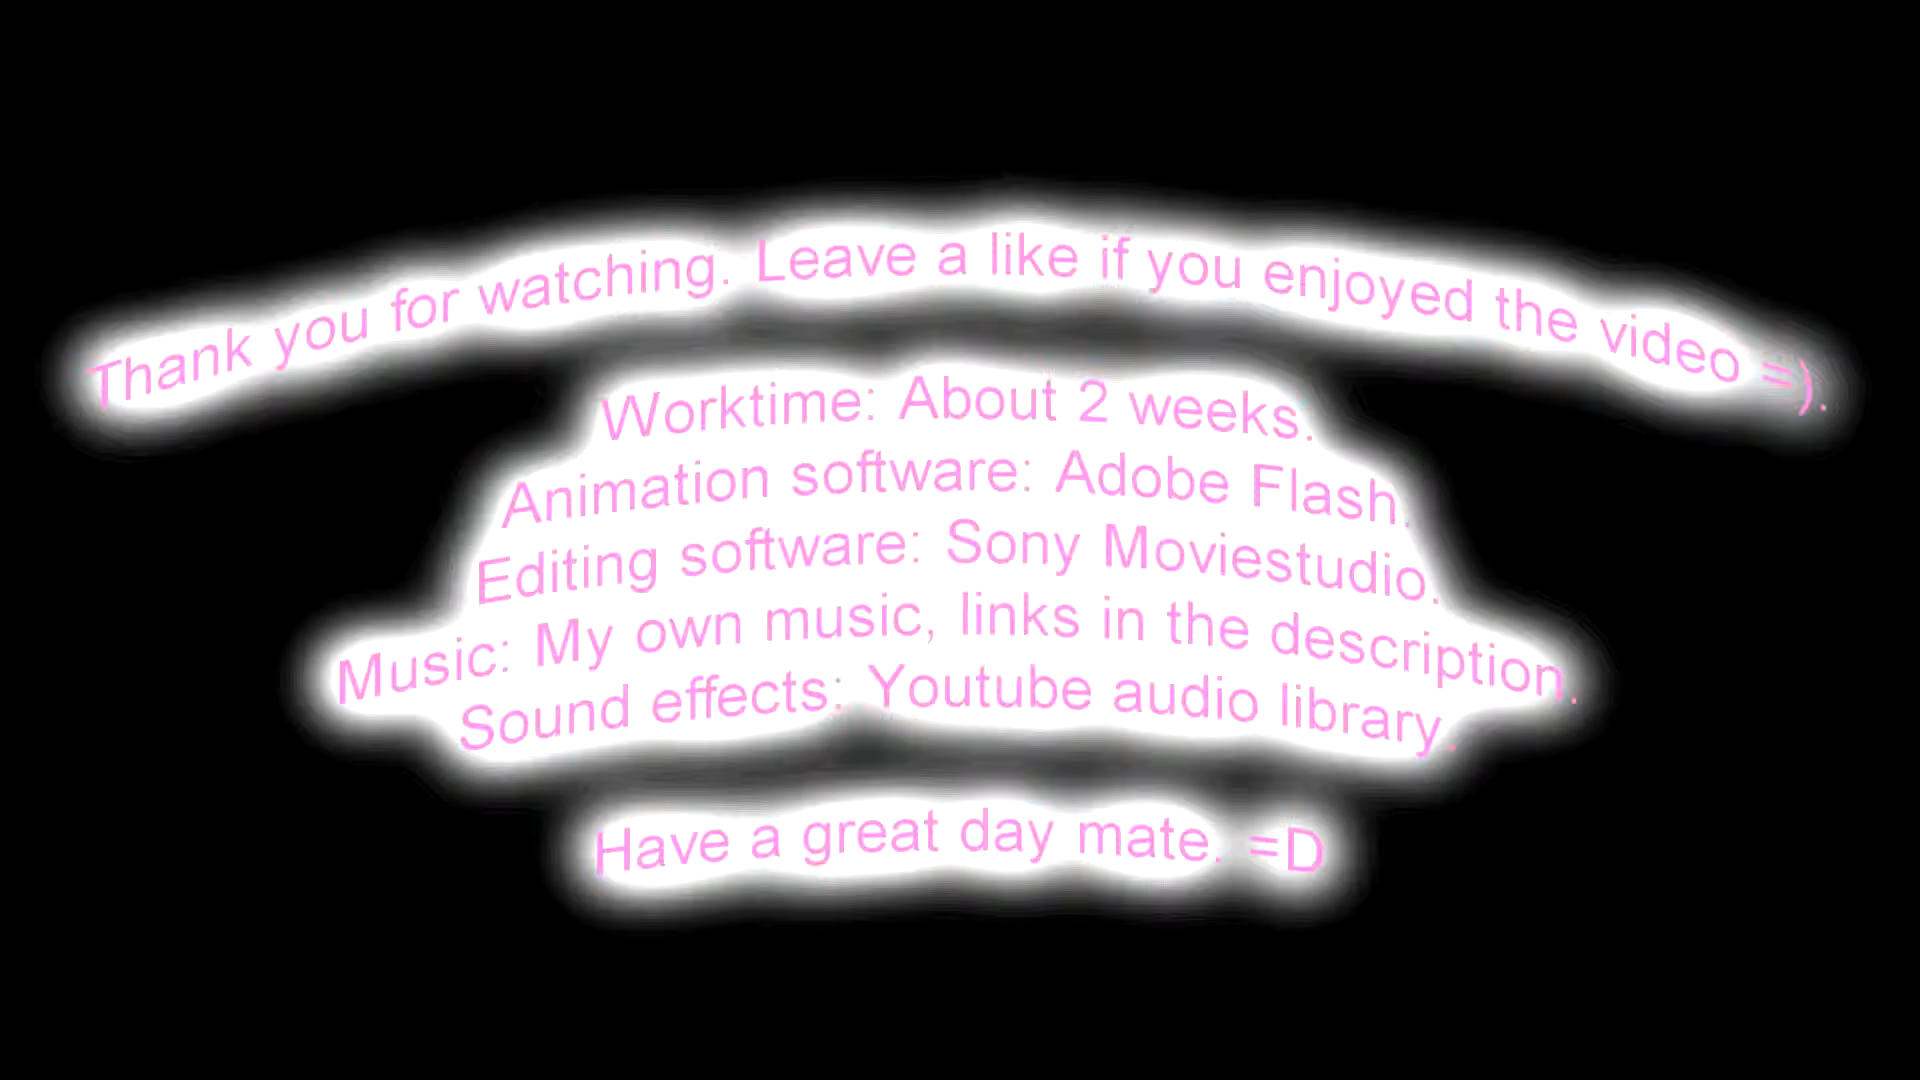 Thank you for watching. Leave a like if you enjoyed the video =).
Worktime: About 2 weeks.
Animation software: Adobe Flash.
Editing software: Sony Moviestudio.
Music: My own music, links in the description.
Sound effects: Youtube audio library.
Have a great day mate. =D